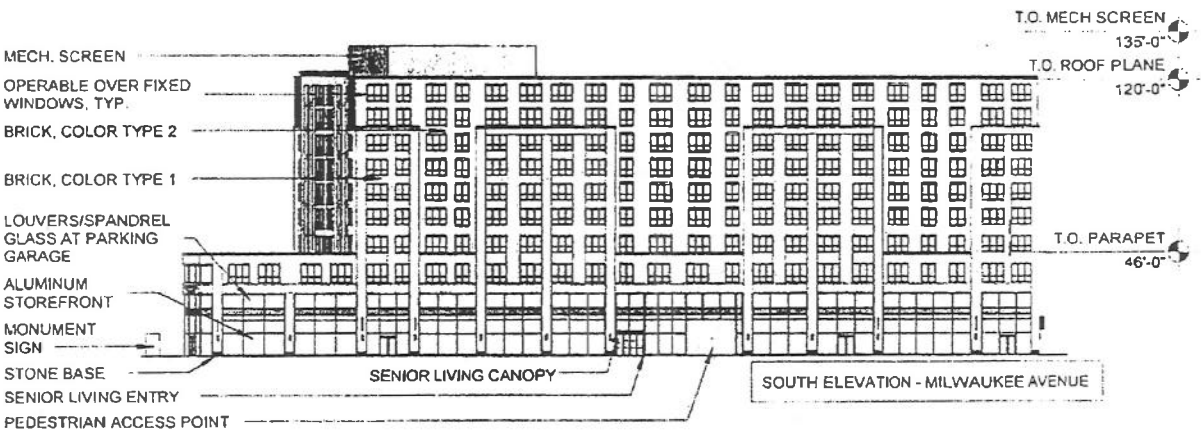 T.O. MECH SCREEN
135'-0"
T.O. ROOF PLANE
120'-0"
MECH. SCREEN
OPERABLE OVER FIXED
WINDOWS, TYP.
BRICK, COLOR TYPE 2
BRICK, COLOR TYPE 1
LOUVERS/SPANDREL
GLASS AT PARKING
GARAGE
T.O. PARAPET
46'-0"
ALUMINUM
STOREFRONT
MONUMENT
SIGN
STONE BASE
SENIOR LIVING CANOPY
SENIOR LIVING ENTRY
SOUTH ELEVATION - MILWAUKEE AVENUE
PEDESTRIAN ACCESS POINT